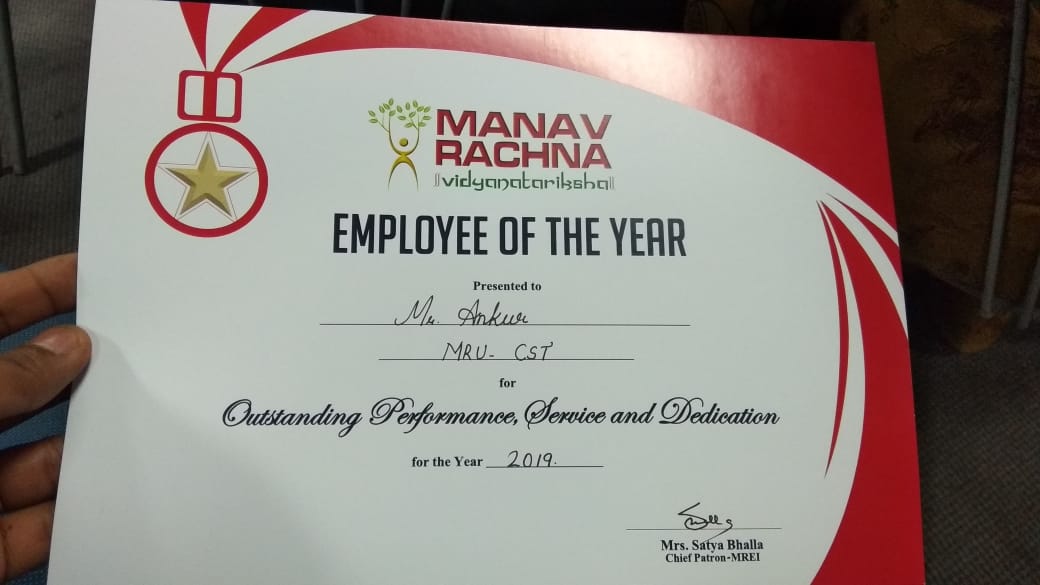 MANAV
RACHNA
vidyanatariksha
EMPLOYEE OF THE YEAR
Presented to
Mr. Ankur
MRU- CST
for
Outstanding Performance, Service and Dedication
for the Year 2019.
Mrs. Satya Bhalla
Chief Patron-MREI